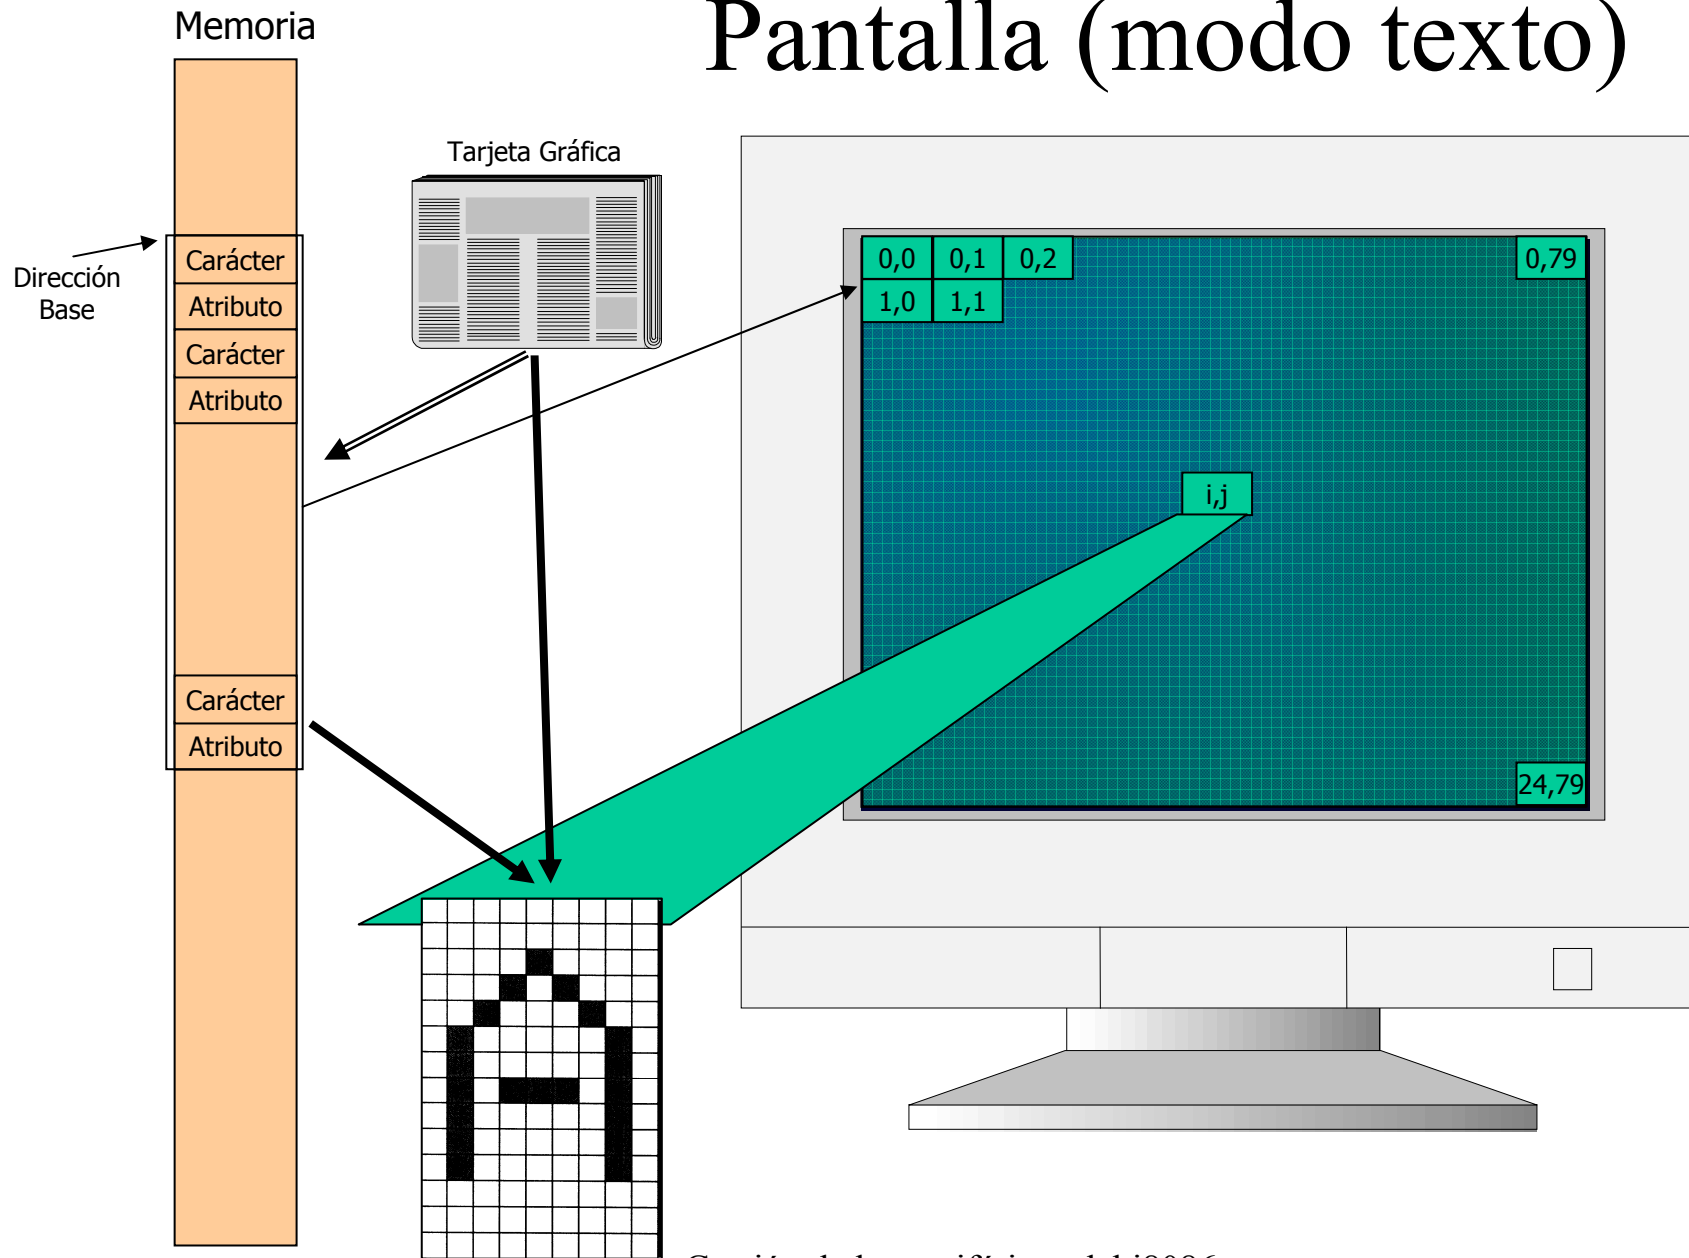 Memoria
Pantalla (modo texto)
Tarjeta Gráfica
Dirección
Base
Carácter
Atributo
Carácter
Atributo
Carácter
Atributo
0,0 0,1 0,2 0,79
1,0 1,1
i,j
24,79